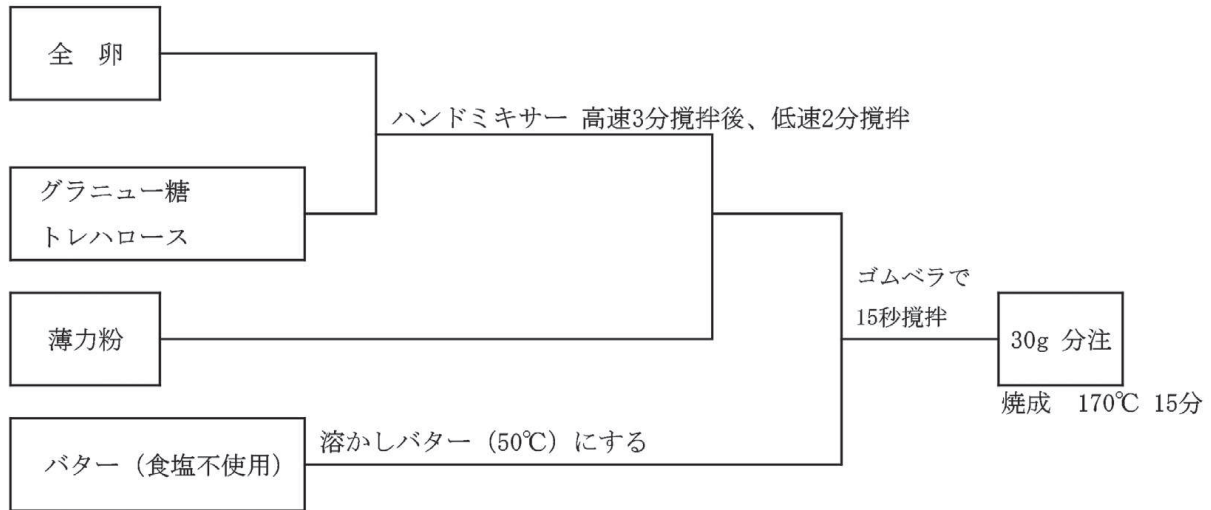 全　卵
ハンドミキサー 高速3分撹拌後、低速2分撹拌
グラニュー糖
トレハロース
ゴムベラで
15秒撹拌
薄力粉
30g 分注
焼成　170℃ 15分
溶かしバター（50℃）にする
バター（食塩不使用）